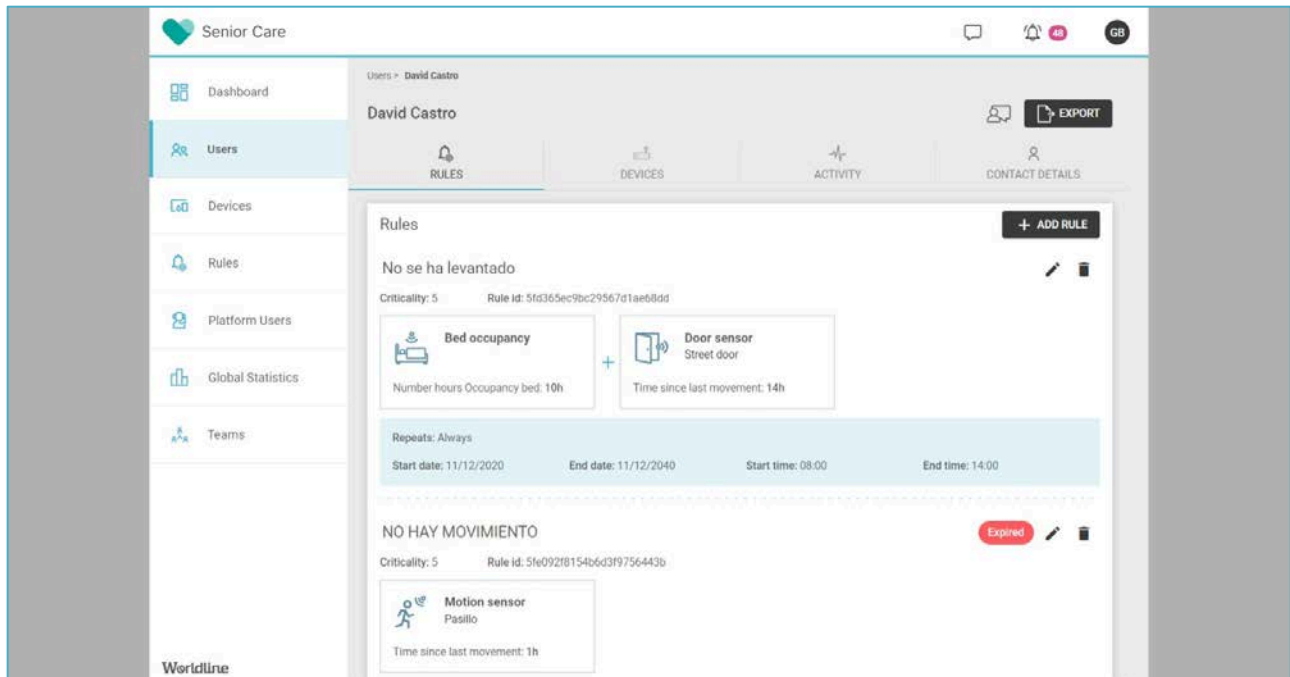 Senior Care
48
GB
Dashboard
Users
Devices
Rules
Platform Users
Global Statistics
Teams
Worldline
Users > David Castro
David Castro
EXPORT
RULES
DEVICES
ACTIVITY
CONTACT DETAILS
Rules
+ ADD RULE
No se ha levantado
Criticality: 5 Rule id: 5fd365ec9bc29567d1ae68dd
Bed occupancy
Number hours Occupancy bed: 10h
+
Door sensor
Street door
Time since last movement: 14h
Repeats: Always
Start date: 11/12/2020 End date: 11/12/2040 Start time: 08:00 End time: 14:00
NO HAY MOVIMIENTO
Expired
Criticality: 5 Rule id: 5fe092f8154b6d3f9756443b
Motion sensor
Pasillo
Time since last movement: 1h